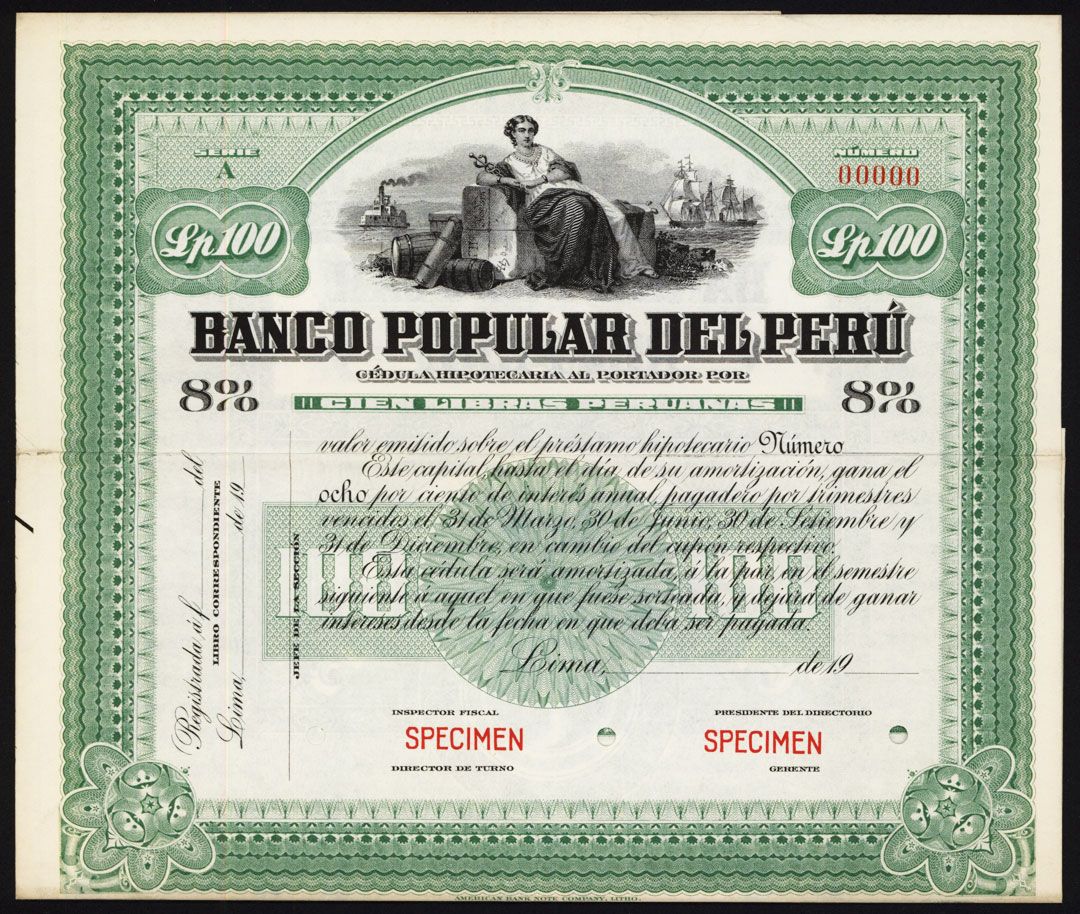 SERIE
A
NÚMERO
00000
Lp100
Lp100
BANCO POPULAR DEL PERÚ
CÉDULA HIPOTECARIA AL PORTADOR POR
8%
8%
CIEN LIBRAS PERUANAS
valor emitido sobre el préstamo hipotecario Número
Este capital hasta el día de su amortización, gana el
ocho por ciente de interés anual, pagadero por trimestres
vencidos el 31 de Marzo, 30 de Junio, 30 de Setiembre y
31 de Diciembre, en cambio del cupón respectivo.
Esta cédula será amortizada, á la par, en el semestre
siguiente á aquel en que fuese sorteada, y dejará de ganar
intereses desde la fecha en que deba ser pagada.
100
100
Lima, de 19
Registrada á f del
LIBRO CORRESPONDIENTE
Lima, de 19
JEFE DE LA SECCIÓN
INSPECTOR FISCAL
PRESIDENTE DEL DIRECTORIO
SPECIMEN
SPECIMEN
DIRECTOR DE TURNO
GERENTE
AMERICAN BANK NOTE COMPANY, LITHO.